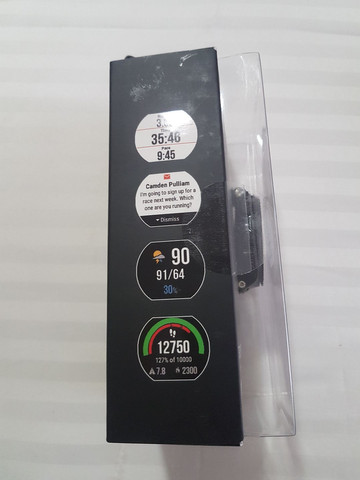 35:46
Pace
9:45
Camden Pulliam
I'm going to sign up for a
race next week. Which
one are you running?
Dismiss
90
91/64
30%
12750
127% of 10000
7.8 2300